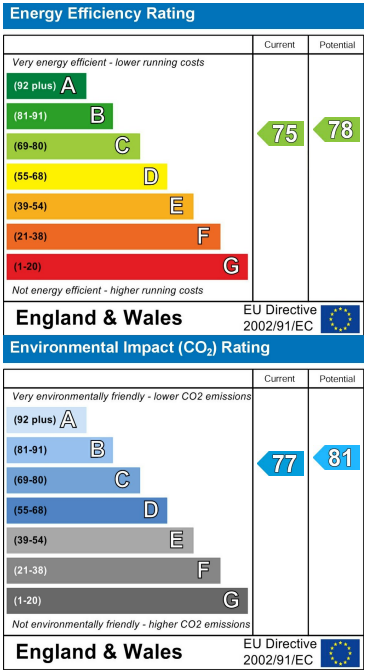 Energy Efficiency Rating
Current Potential
Very energy efficient - lower running costs
(92 plus) A
(81-91) B
(69-80) C
75 78
(55-68) D
(39-54) E
(21-38) F
(1-20) G
Not energy efficient - higher running costs
England & Wales
EU Directive
2002/91/EC
Environmental Impact (CO₂) Rating
Current Potential
Very environmentally friendly - lower CO2 emissions
(92 plus) A
(81-91) B
(69-80) C
77 81
(55-68) D
(39-54) E
(21-38) F
(1-20) G
Not environmentally friendly - higher CO2 emissions
England & Wales
EU Directive
2002/91/EC